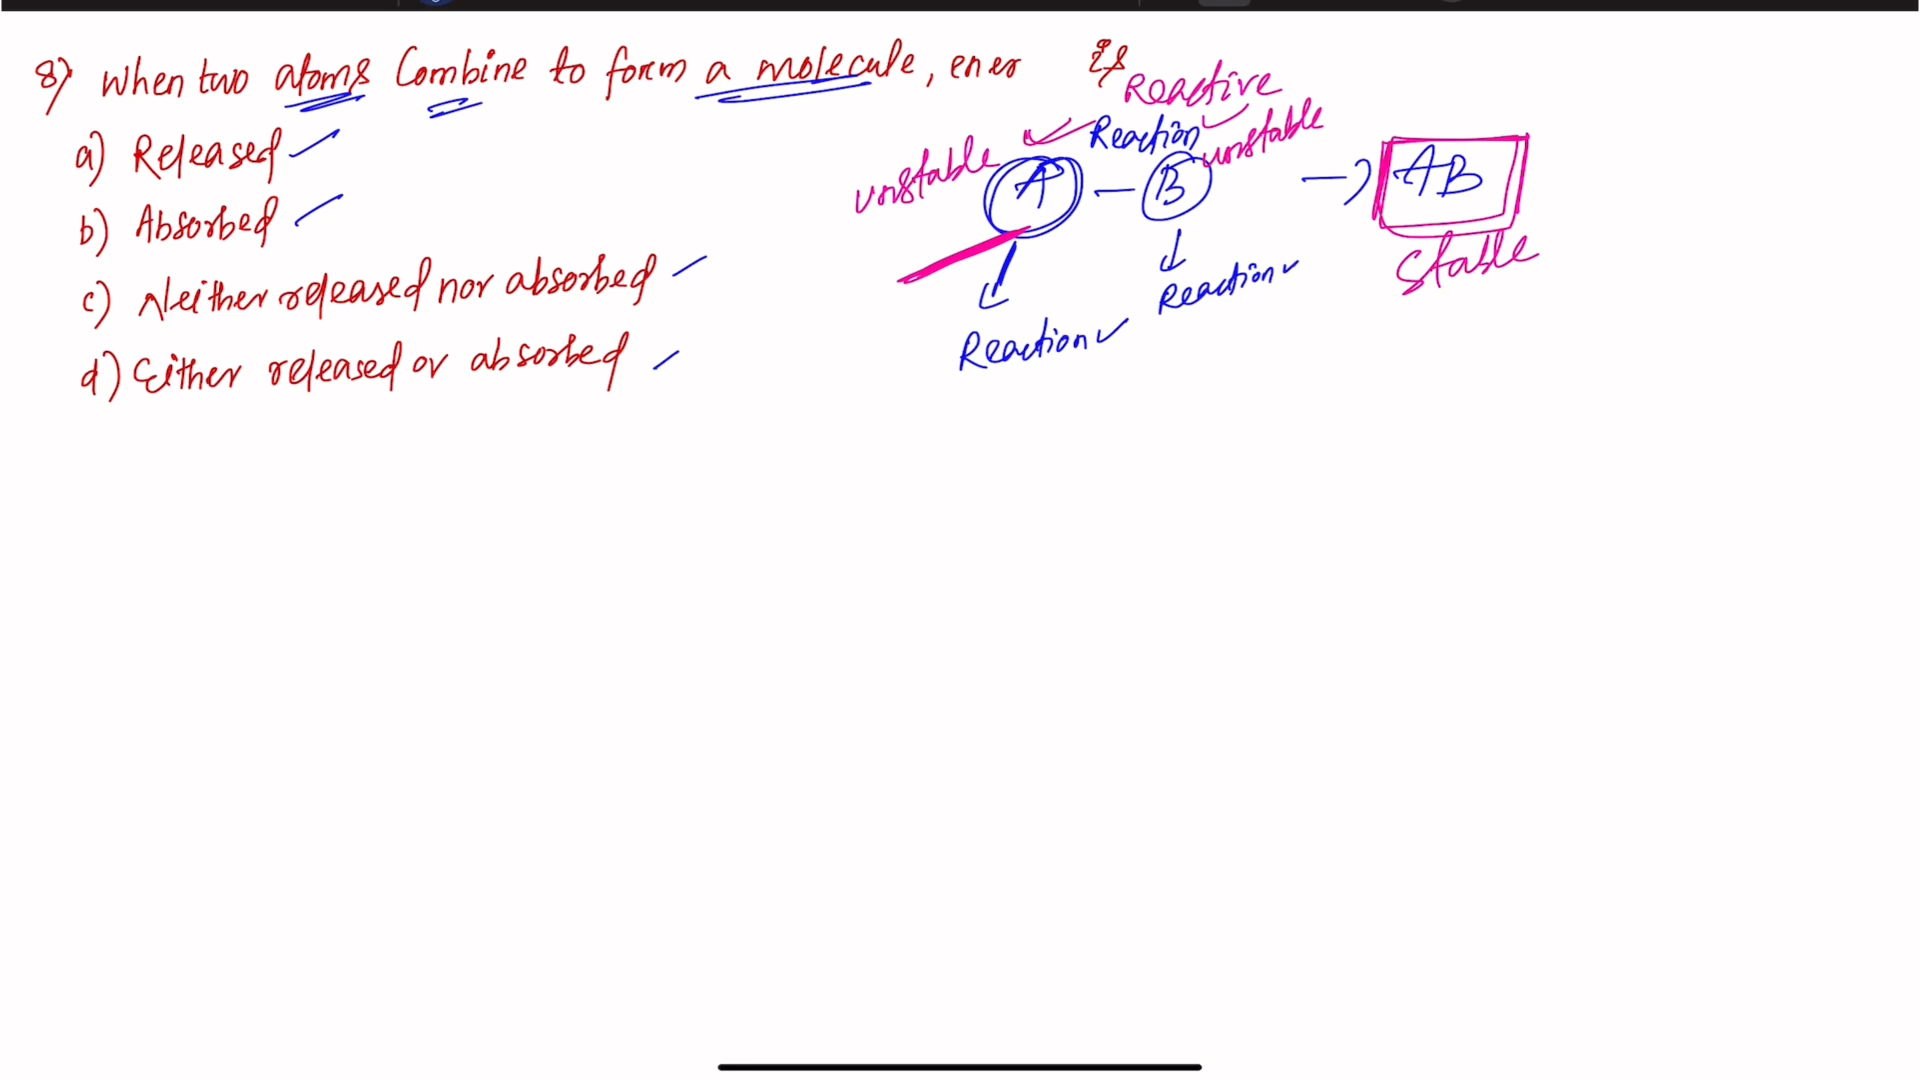 8) When two atoms Combine to form a molecule, ener is
a) Released
b) Absorbed
c) Neither released nor absorbed
d) Either released or absorbed
Reactive
Reaction
unstable
unstable
A - B → AB
Stable
Reaction
Reaction